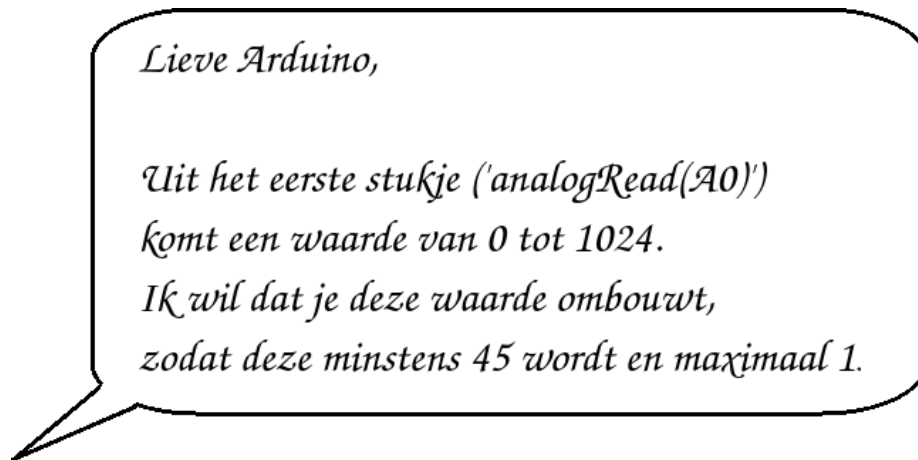 Lieve Arduino,
Uit het eerste stukje ('analogRead(A0)')
komt een waarde van 0 tot 1024.
Ik wil dat je deze waarde ombouwt,
zodat deze minstens 45 wordt en maximaal 1.